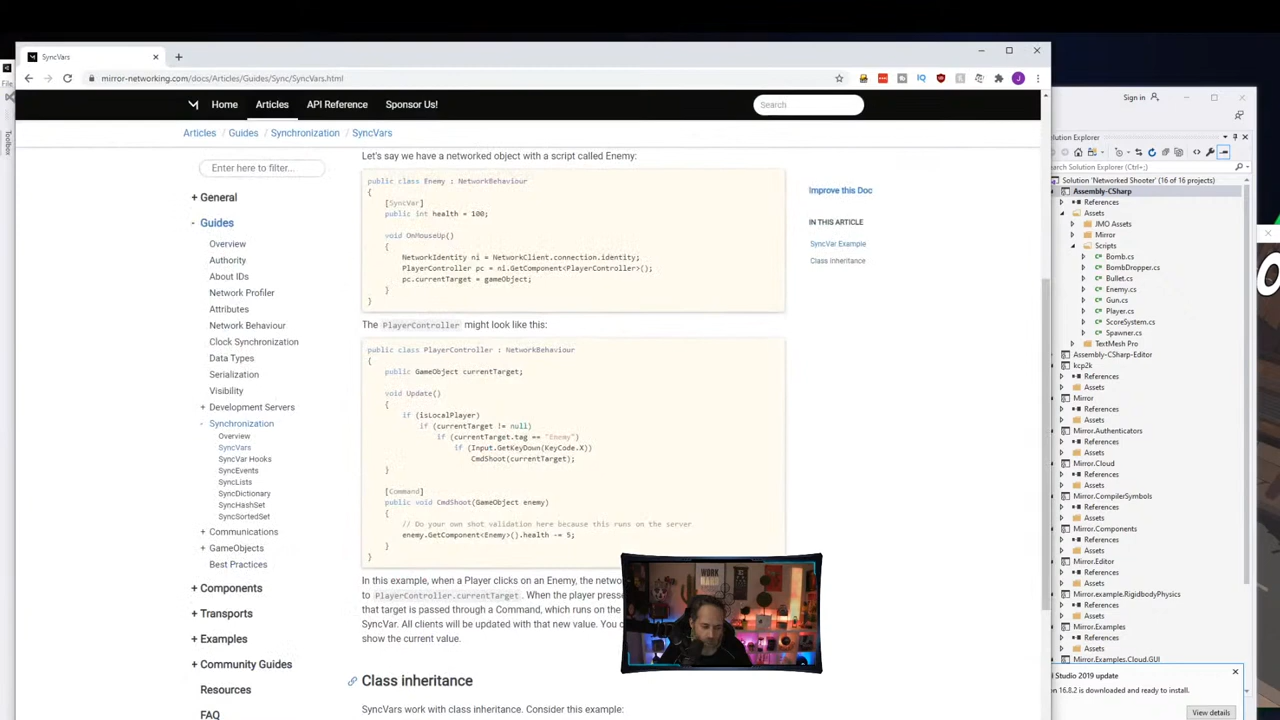 SyncVars
mirror-networking.com/docs/Articles/Guides/Sync/SyncVars.html
J
Home Articles API Reference Sponsor Us!
Search
Articles / Guides / Synchronization / SyncVars
Enter here to filter...
+ General
- Guides
Overview
Authority
About IDs
Network Profiler
Attributes
Network Behaviour
Clock Synchronization
Data Types
Serialization
Visibility
+ Development Servers
- Synchronization
Overview
SyncVars
SyncVar Hooks
SyncEvents
SyncLists
SyncDictionary
SyncHashSet
SyncSortedSet
+ Communications
+ GameObjects
Best Practices
+ Components
+ Transports
+ Examples
+ Community Guides
Resources
FAQ
Let's say we have a networked object with a script called Enemy:
public class Enemy : NetworkBehaviour
{
[SyncVar]
public int health = 100;
void OnMouseUp()
{
NetworkIdentity ni = NetworkClient.connection.identity;
PlayerController pc = ni.GetComponent<PlayerController>();
pc.currentTarget = gameObject;
}
}
The PlayerController might look like this:
public class PlayerController : NetworkBehaviour
{
public GameObject currentTarget;
void Update()
{
if (isLocalPlayer)
if (currentTarget != null)
if (currentTarget.tag == "Enemy")
if (Input.GetKeyDown(KeyCode.X))
CmdShoot(currentTarget);
}
[Command]
public void CmdShoot(GameObject enemy)
{
// Do your own shot validation here because this runs on the server
enemy.GetComponent<Enemy>().health -= 5;
}
}
In this example, when a Player clicks on an Enemy, the netwo
to PlayerController.currentTarget. When the player presse
that target is passed through a Command, which runs on the
SyncVar. All clients will be updated with that new value. You c
show the current value.
Class inheritance
SyncVars work with class inheritance. Consider this example:
Improve this Doc
IN THIS ARTICLE
SyncVar Example
Class inheritance
WORK
File
Toolbox
Sign in
Solution Explorer
Search Solution Explorer (Ctrl+;)
Solution 'Networked Shooter' (16 of 16 projects)
Assembly-CSharp
References
Assets
JMO Assets
Mirror
Scripts
Bomb.cs
BombDropper.cs
Bullet.cs
Enemy.cs
Gun.cs
Player.cs
ScoreSystem.cs
Spawner.cs
TextMesh Pro
Assembly-CSharp-Editor
kcp2k
References
Assets
Mirror
References
Assets
Mirror.Authenticators
References
Assets
Mirror.Cloud
References
Assets
Mirror.CompilerSymbols
References
Assets
Mirror.Components
References
Assets
Mirror.Editor
References
Assets
Mirror.example.RigidbodyPhysics
References
Assets
Mirror.Examples
References
Assets
Mirror.Examples.Cloud.GUI
l Studio 2019 update
16.8.2 is downloaded and ready to install.
View details